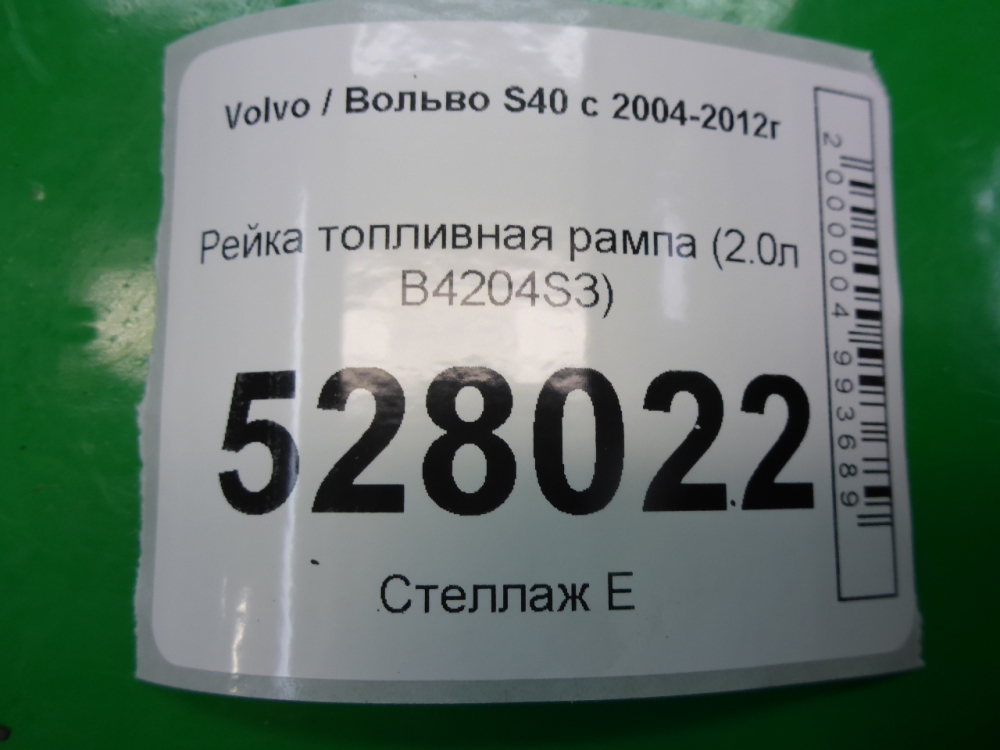 Volvo / Вольво S40 с 2004-2012г
Рейка топливная рампа (2.0л
B4204S3)
528022
Стеллаж Е
2000004993689